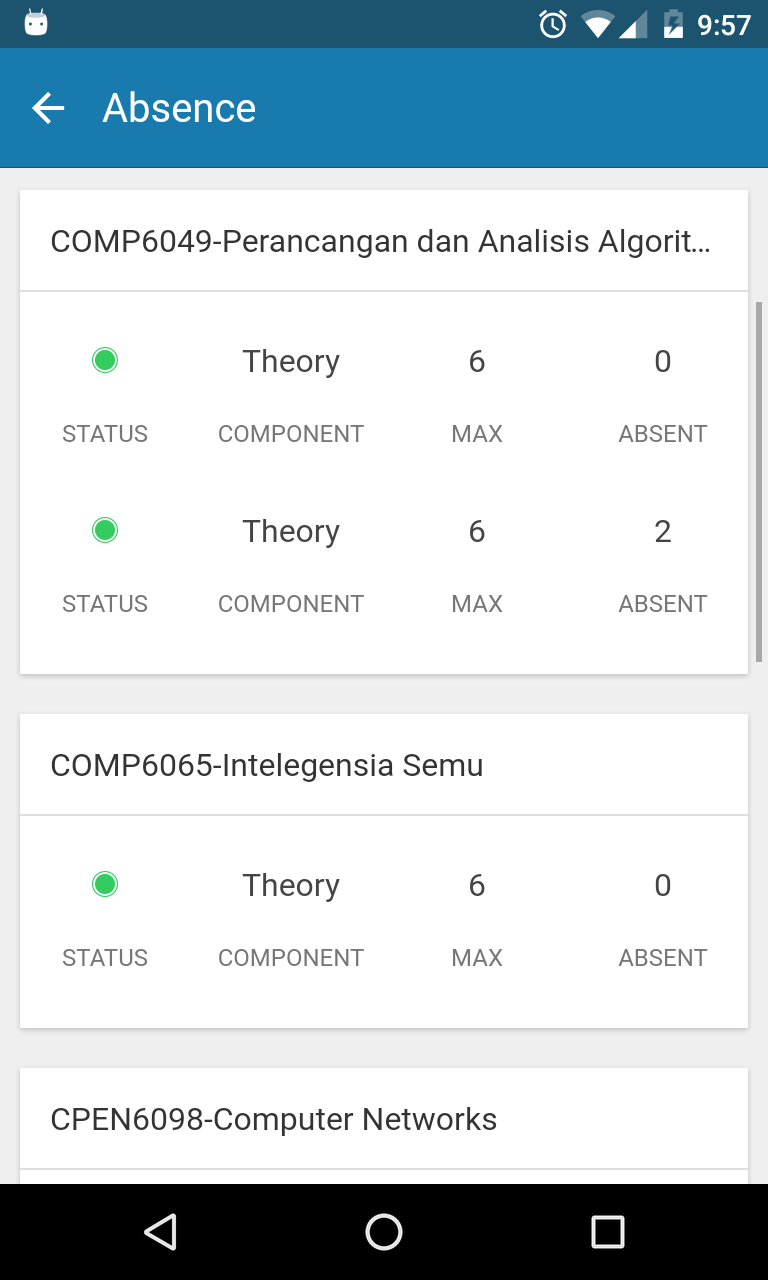 9:57
Absence
COMP6049-Perancangan dan Analisis Algorit...
Theory 6 0
STATUS COMPONENT MAX ABSENT
Theory 6 2
STATUS COMPONENT MAX ABSENT
COMP6065-Intelegensia Semu
Theory 6 0
STATUS COMPONENT MAX ABSENT
CPEN6098-Computer Networks